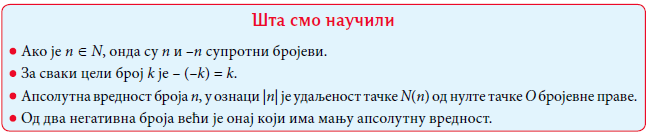 Шта смо научили
• Ако је n ∈ N, онда су n и –n супротни бројеви.
• За сваки цели број k је – (–k) = k.
• Апсолутна вредност броја n, у ознаци |n| је удаљеност тачке N(n) од нулте тачке O бројевне праве.
• Од два негативна броја већи је онај који има мању апсолутну вредност.